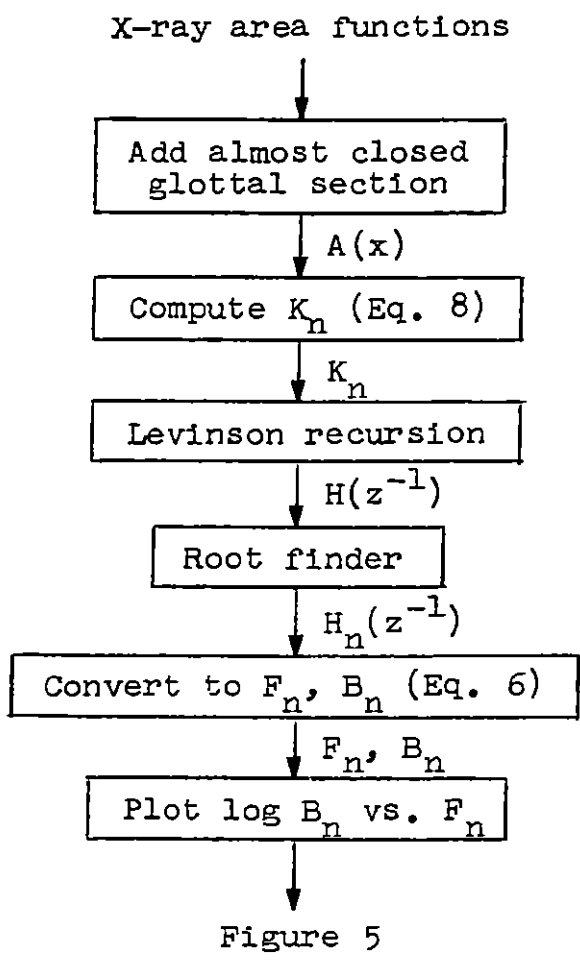 X-ray area functions
Add almost closed
glottal section
A(x)
Compute K_n (Eq. 8)
K_n
Levinson recursion
H(z^{-1})
Root finder
H_n(z^{-1})
Convert to F_n, B_n (Eq. 6)
F_n, B_n
Plot log B_n vs. F_n
Figure 5